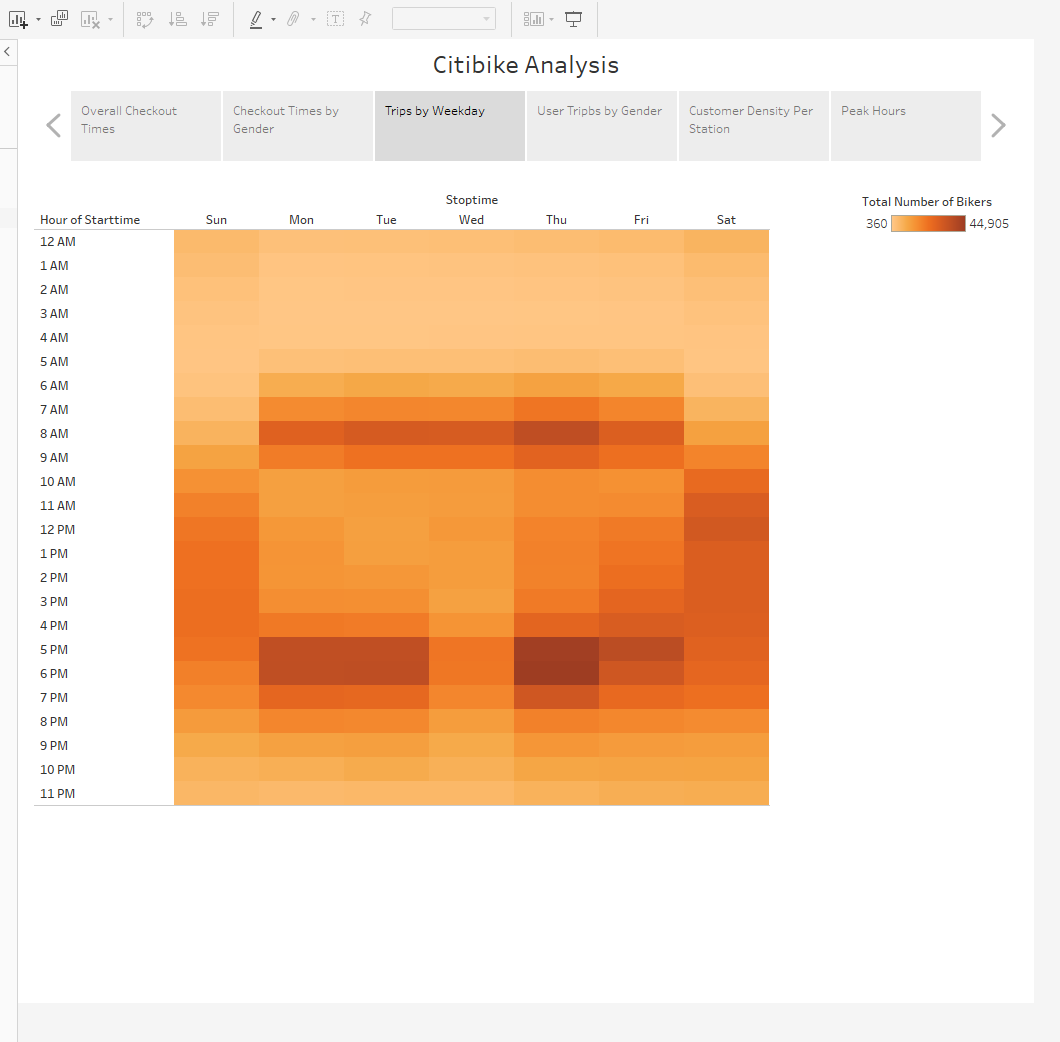 Citibike Analysis
Overall Checkout
Times
Checkout Times by
Gender
Trips by Weekday
User Tripbs by Gender
Customer Density Per
Station
Peak Hours
Stoptime
Hour of Starttime Sun Mon Tue Wed Thu Fri Sat
12 AM
1 AM
2 AM
3 AM
4 AM
5 AM
6 AM
7 AM
8 AM
9 AM
10 AM
11 AM
12 PM
1 PM
2 PM
3 PM
4 PM
5 PM
6 PM
7 PM
8 PM
9 PM
10 PM
11 PM
Total Number of Bikers
360 44,905